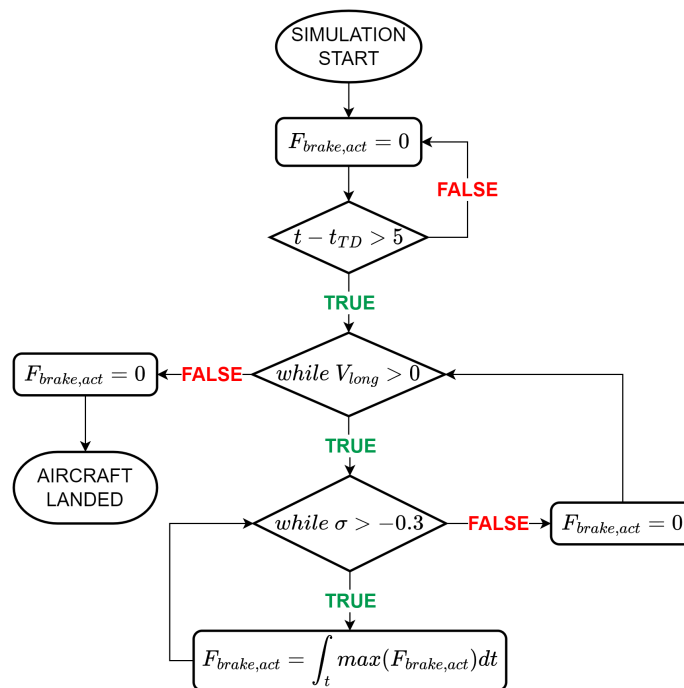 SIMULATION
START
F_{brake,act} = 0
FALSE
t − t_{TD} > 5
TRUE
F_{brake,act} = 0
FALSE
while V_{long} > 0
TRUE
AIRCRAFT
LANDED
while σ > −0.3
FALSE
F_{brake,act} = 0
TRUE
F_{brake,act} = ∫_t max(F_{brake,act})dt